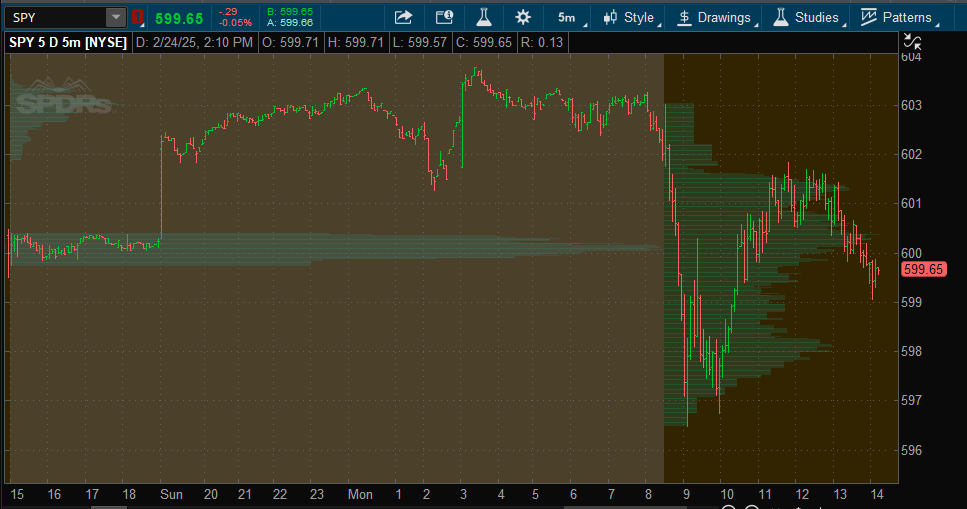 SPY 599.65 -.29 B: 599.65
-0.05% A: 599.66
5m Style Drawings Studies Patterns
SPY 5 D 5m [NYSE] D: 2/24/25, 2:10 PM O: 599.71 H: 599.71 L: 599.57 C: 599.65 R: 0.13
SPDRs
604
603
602
601
600
599.65
599
598
597
596
15 16 17 18 Sun 20 21 22 23 Mon 1 2 3 4 5 6 7 8 9 10 11 12 13 14